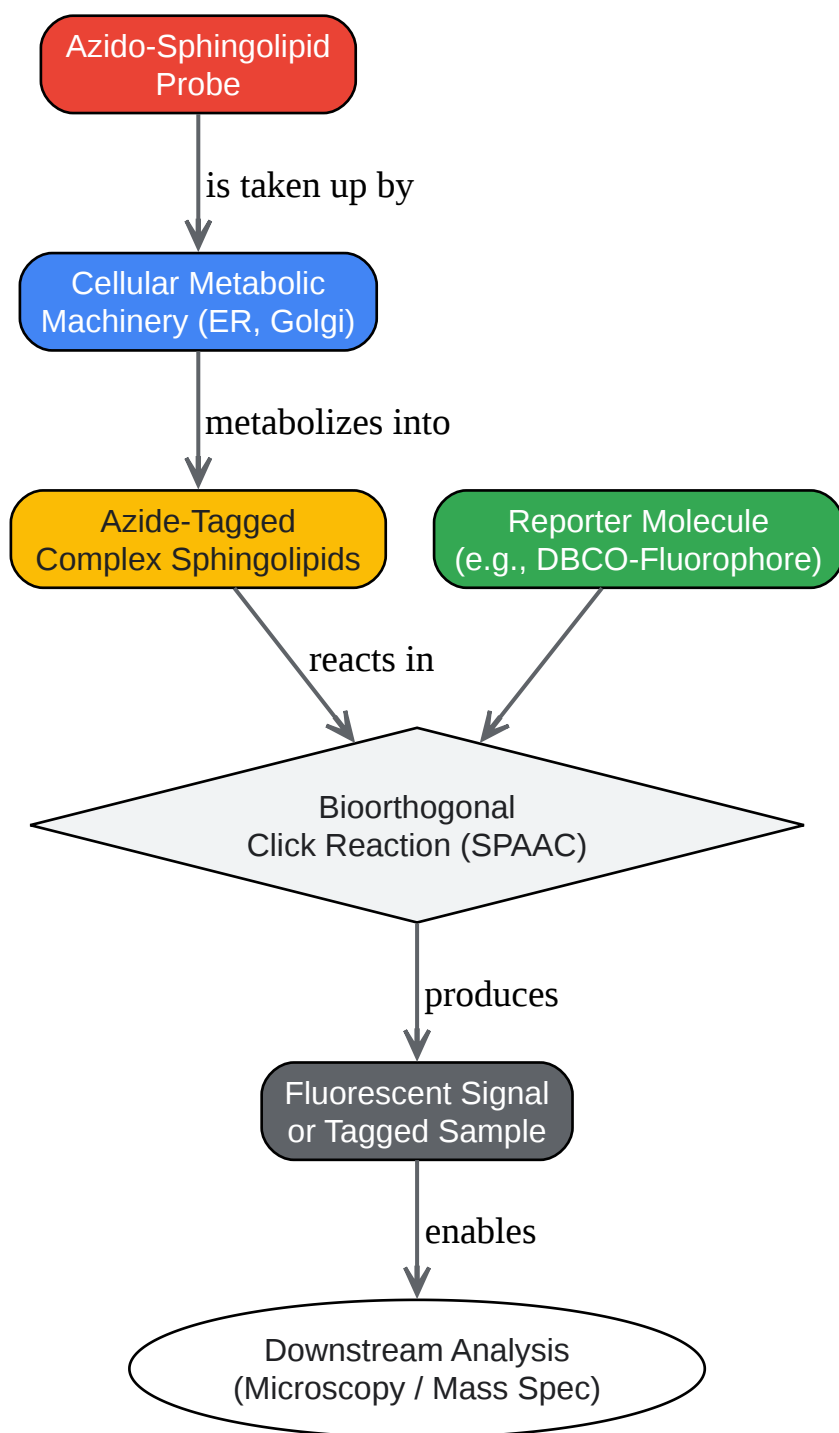 Azido-Sphingolipid
Probe
is taken up by
Cellular Metabolic
Machinery (ER, Golgi)
metabolizes into
Azide-Tagged
Complex Sphingolipids
Reporter Molecule
(e.g., DBCO-Fluorophore)
reacts in
Bioorthogonal
Click Reaction (SPAAC)
produces
Fluorescent Signal
or Tagged Sample
enables
Downstream Analysis
(Microscopy / Mass Spec)